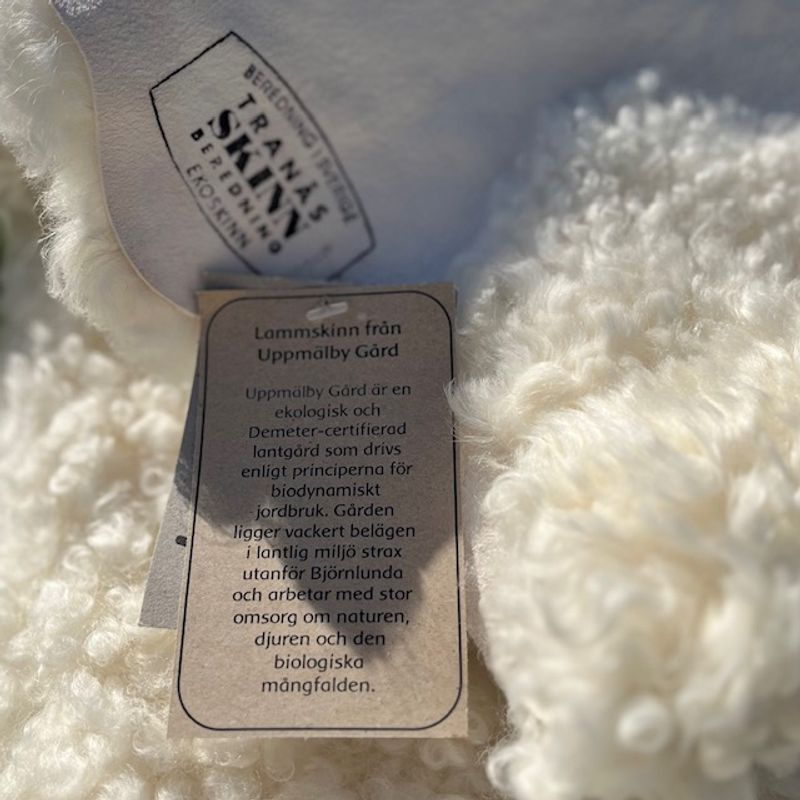 BEREDNING I SVERIGE
TRANÅS
SKINN
BEREDNING
EKOSKINN
Lammskinn från
Uppmälby Gård
Uppmälby Gård är en
ekologisk och
Demeter-certifierad
lantgård som drivs
enligt principerna för
biodynamiskt
jordbruk. Gården
ligger vackert belägen
i lantlig miljö strax
utanför Björnlunda
och arbetar med stor
omsorg om naturen,
djuren och den
biologiska
mångfalden.